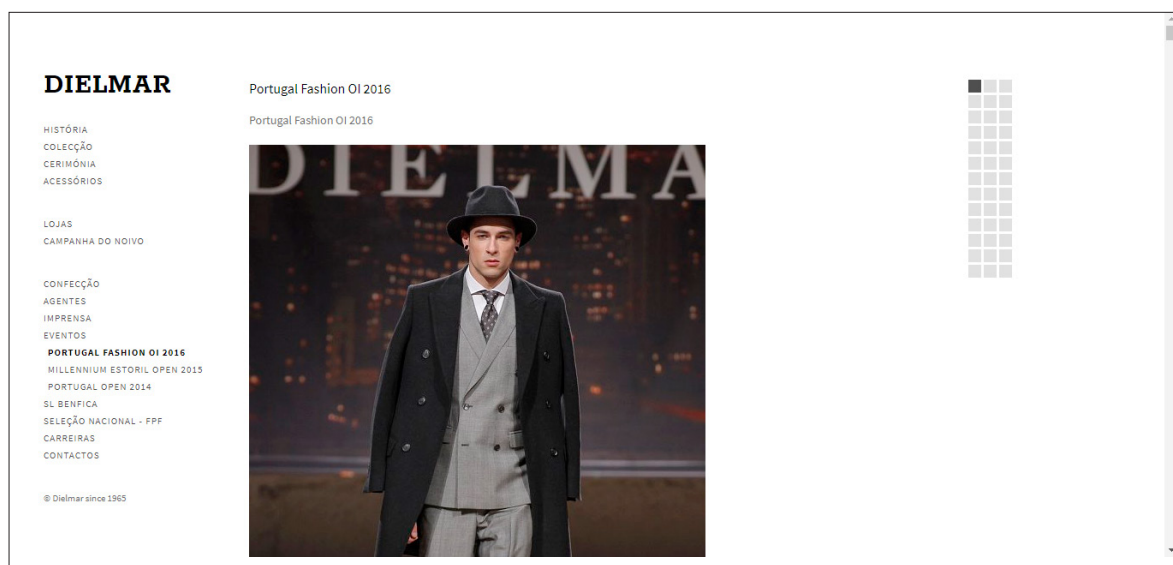 DIELMAR
HISTÓRIA
COLECÇÃO
CERIMÓNIA
ACESSÓRIOS
LOJAS
CAMPANHA DO NOIVO
CONFECÇÃO
AGENTES
IMPRENSA
EVENTOS
PORTUGAL FASHION OI 2016
MILLENNIUM ESTORIL OPEN 2015
PORTUGAL OPEN 2014
SL BENFICA
SELEÇÃO NACIONAL - FPF
CARREIRAS
CONTACTOS
© Dielmar since 1965
Portugal Fashion OI 2016
Portugal Fashion OI 2016
DIELMA